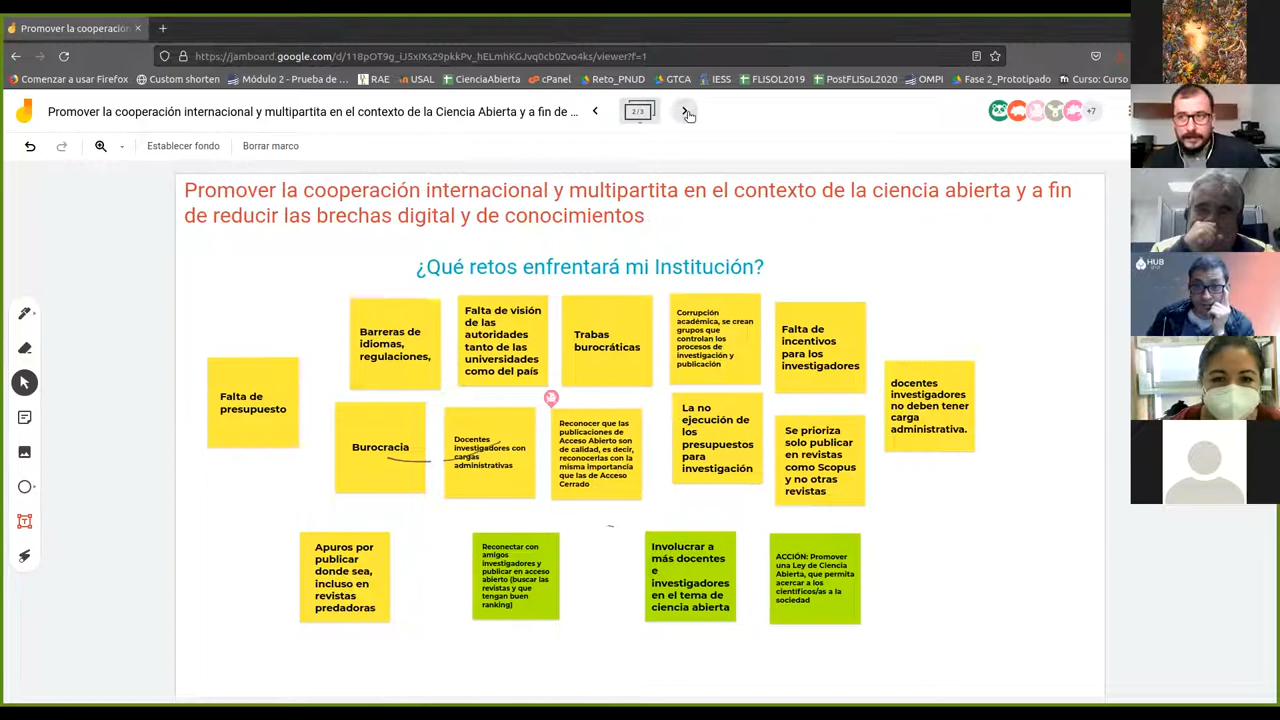 Promover la cooperación
https://jamboard.google.com/d/118pOT9g_iJ5xIXs29pkkPv_hELmhKGJvq0cb0Zvo4ks/viewer?f=1
Comenzar a usar Firefox
Custom shorten
Módulo 2 - Prueba de ...
RAE
USAL
CienciaAbierta
cPanel
Reto_PNUD
GTCA
IESS
FLISOL2019
PostFLISol2020
OMPI
Fase 2_Prototipado
Curso: Curso
Promover la cooperación internacional y multipartita en el contexto de la Ciencia Abierta y a fin de ...
2/3
+7
Establecer fondo
Borrar marco
Promover la cooperación internacional y multipartita en el contexto de la ciencia abierta y a fin
de reducir las brechas digital y de conocimientos
¿Qué retos enfrentará mi Institución?
Falta de
presupuesto
Barreras de
idiomas,
regulaciones,
Falta de visión
de las
autoridades
tanto de las
universidades
como del país
Trabas
burocráticas
Corrupción
académica, se crean
grupos que
controlan los
procesos de
investigación y
publicación
Falta de
incentivos
para los
investigadores
docentes
investigadores
no deben tener
carga
administrativa.
Burocracia
Docentes
investigadores con
cargas
administrativas
Reconocer que las
publicaciones de
Acceso Abierto son
de calidad, es decir,
reconocerlas con la
misma importancia
que las de Acceso
Cerrado
La no
ejecución de
los
presupuestos
para
investigación
Se prioriza
solo publicar
en revistas
como Scopus
y no otras
revistas
Apuros por
publicar
donde sea,
incluso en
revistas
predadoras
Reconectar con
amigos
investigadores y
publicar en acceso
abierto (buscar las
revistas y que
tengan buen
ranking)
Involucrar a
más docentes
e
investigadores
en el tema de
ciencia abierta
ACCIÓN: Promover
una Ley de Ciencia
Abierta, que permita
acercar a los
científicos/as a la
sociedad
HUB